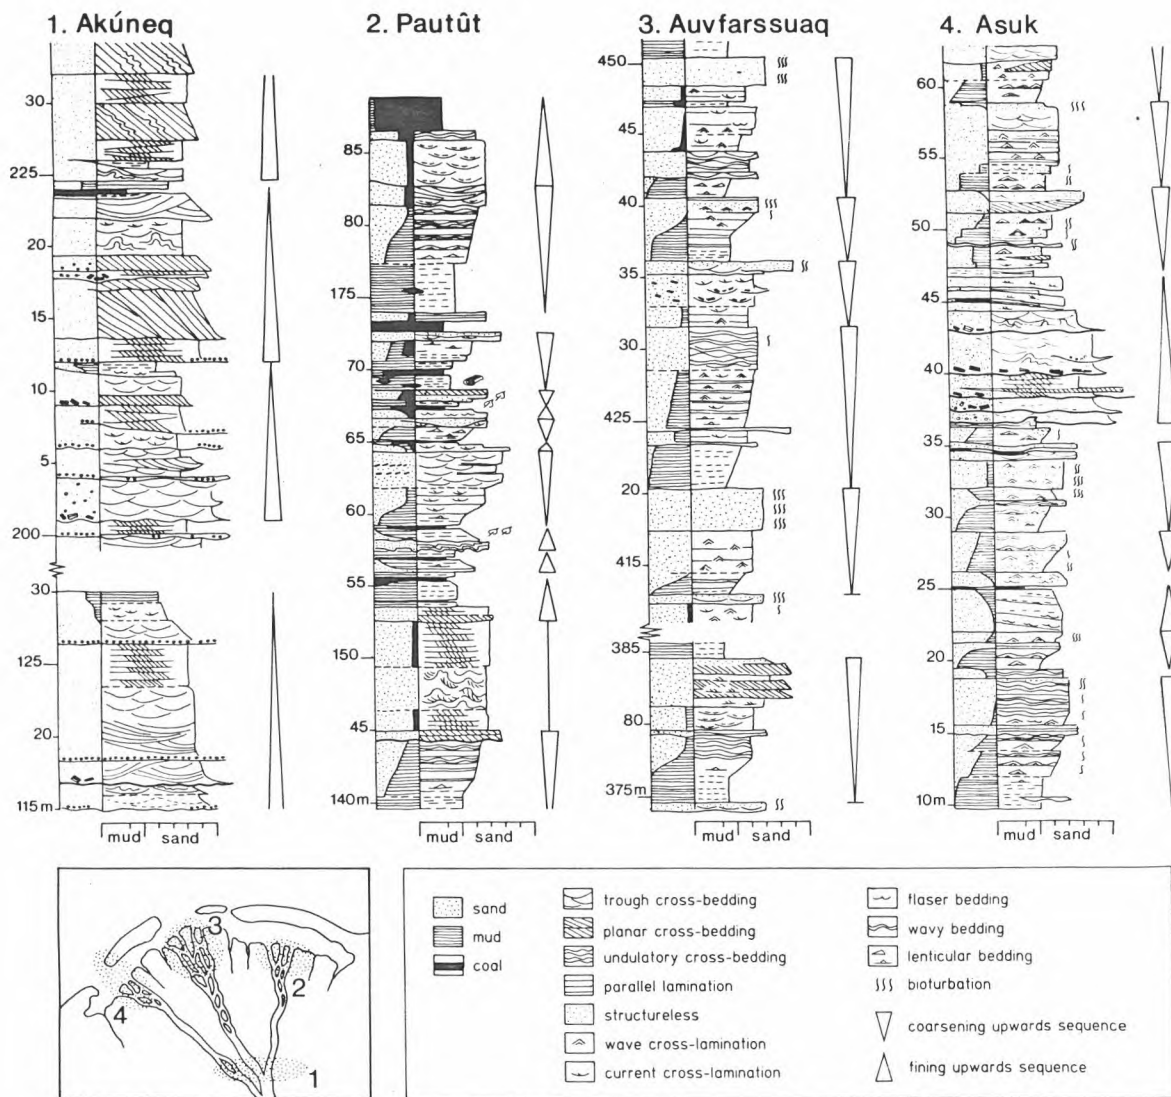 1. Akúneq
2. Pautût
3. Auvfarssuaq
4. Asuk
30
225
20
15
10
5
200
30
125
20
115 m
mud sand
85
80
175
70
65
60
55
150
45
140 m
mud sand
450
45
40
35
30
425
20
415
385
80
375 m
mud sand
60
55
50
45
40
35
30
25
20
15
10 m
mud sand
1
2
3
4
sand
mud
coal
trough cross-bedding
planar cross-bedding
undulatory cross-bedding
parallel lamination
structureless
wave cross-lamination
current cross-lamination
flaser bedding
wavy bedding
lenticular bedding
bioturbation
coarsening upwards sequence
fining upwards sequence